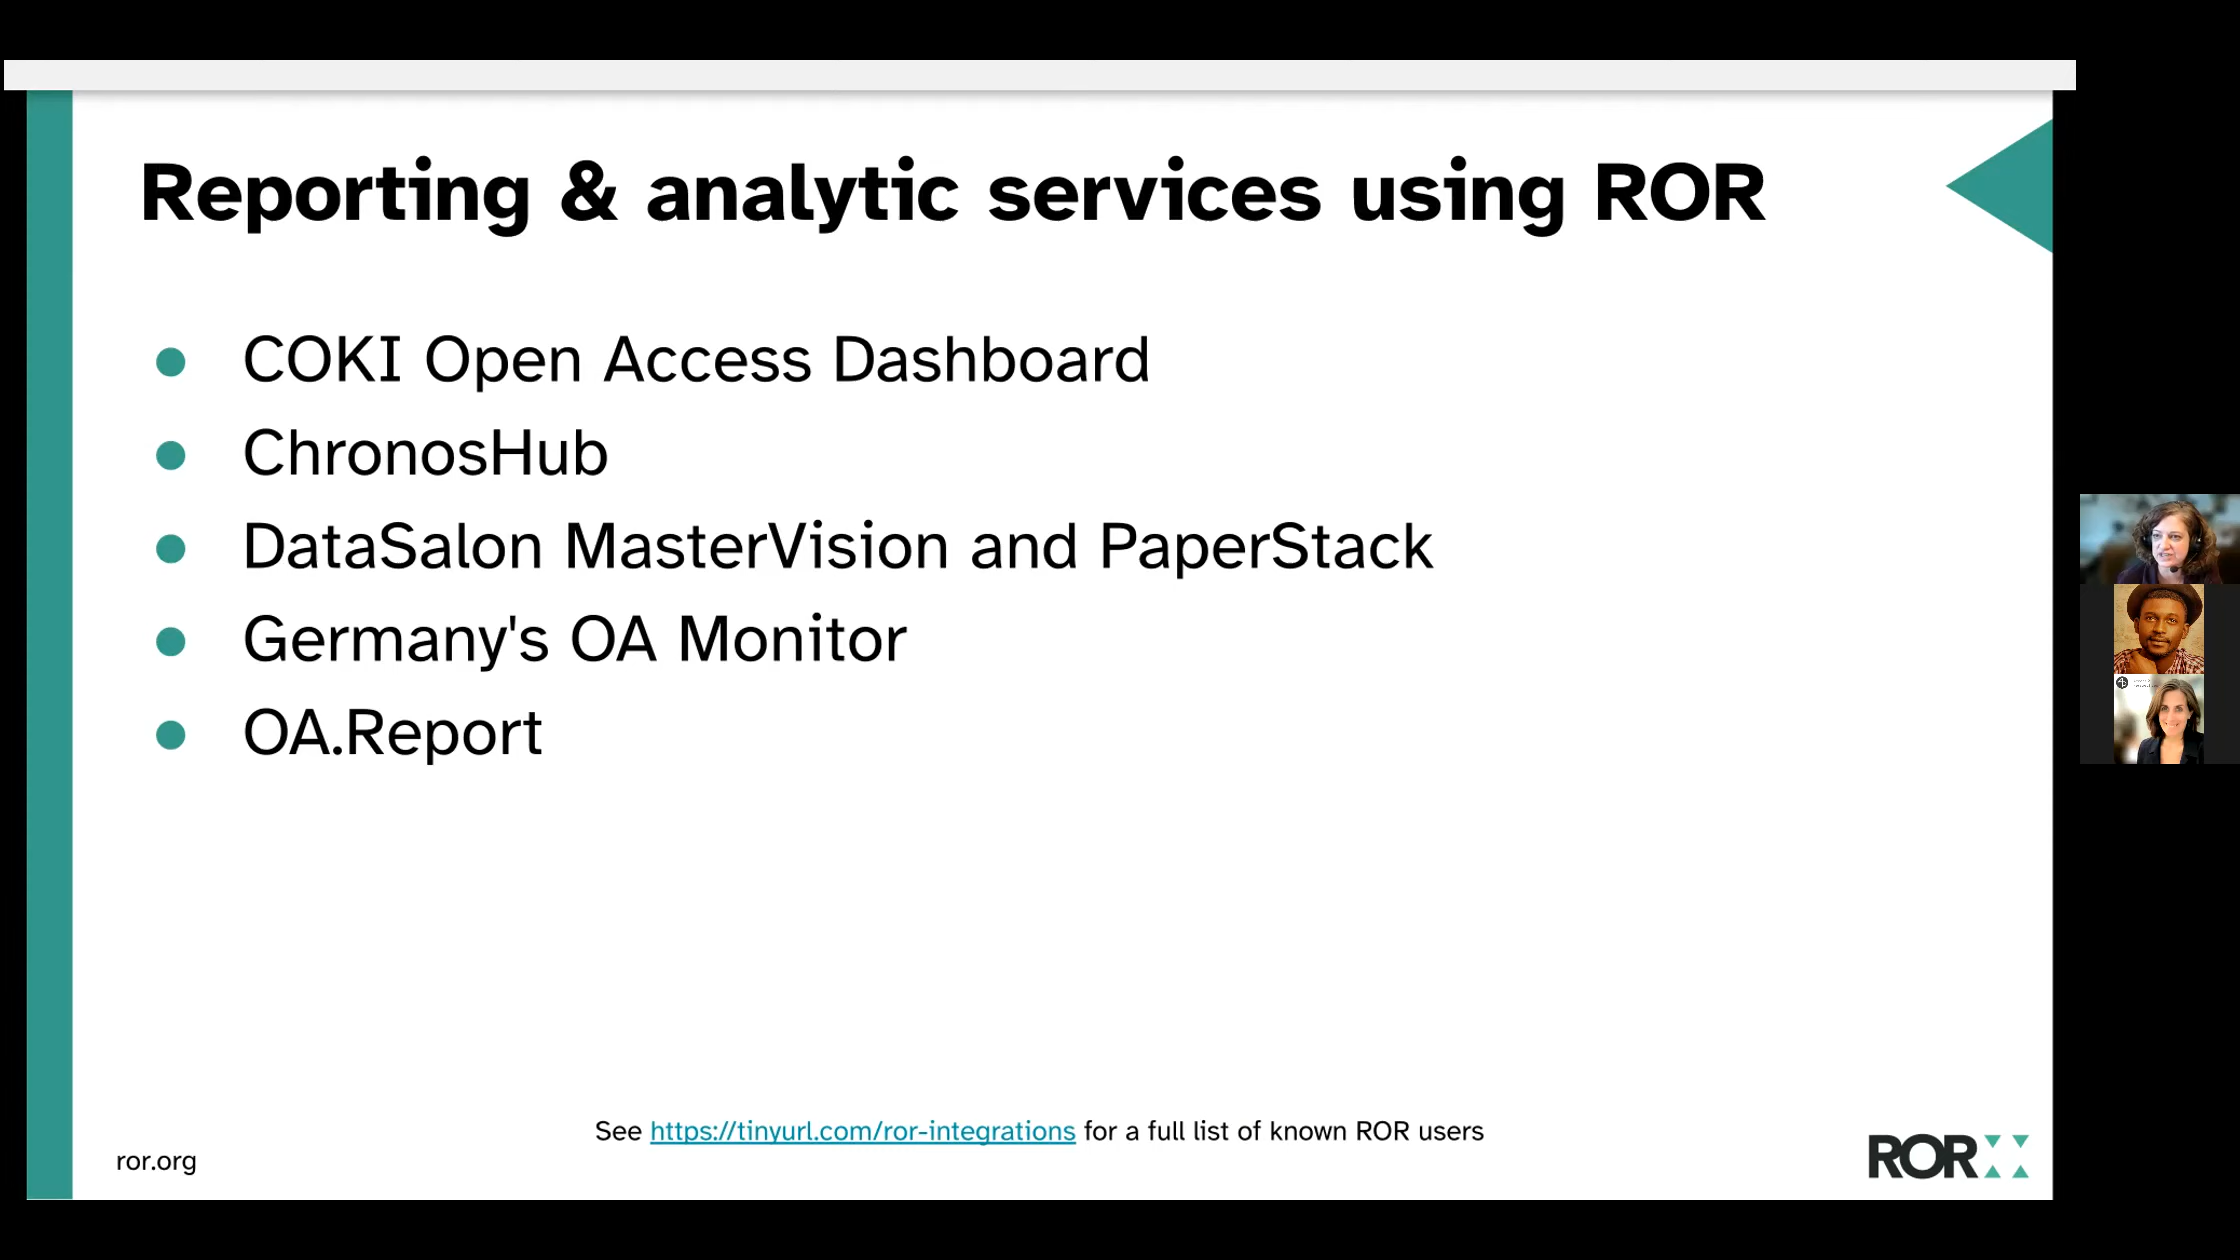 Reporting & analytic services using ROR
● COKI Open Access Dashboard
● ChronosHub
● DataSalon MasterVision and PaperStack
● Germany's OA Monitor
● OA.Report
See https://tinyurl.com/ror-integrations for a full list of known ROR users
ror.org
ROR